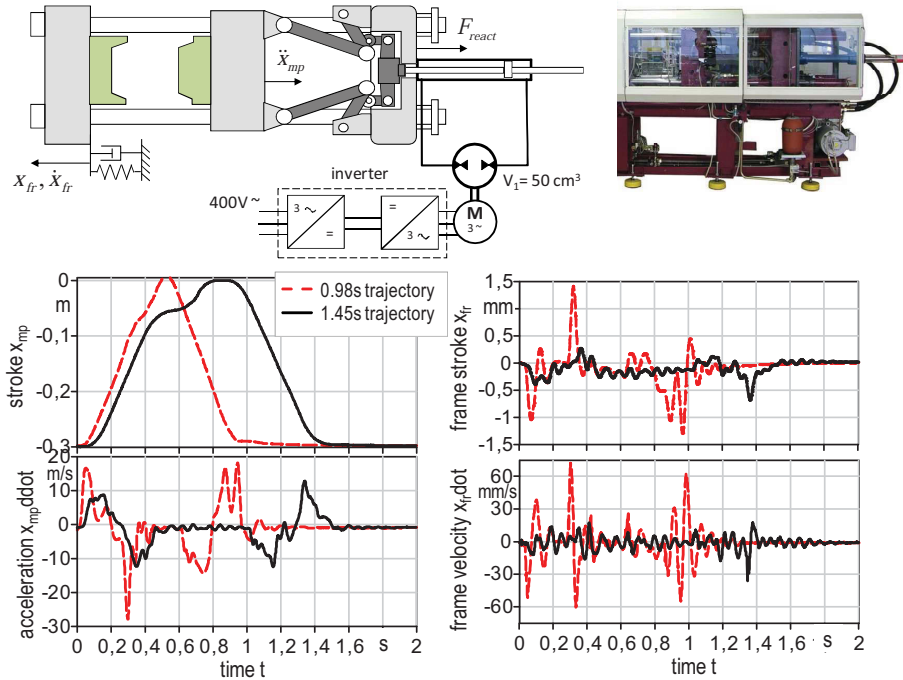 F_react
ẍ_mp
x_fr , ẋ_fr
inverter
V₁= 50 cm³
400V ~
3 ~
=
=
3 ~
M
3 ~
0.98s trajectory
1.45s trajectory
stroke x_mp
0
m
-0,1
-0,2
-0,3
acceleration x_mp ddot
20
m/s
10
0
-10
-20
-30
0 0,2 0,4 0,6 0,8 1 1,2 1,4 1,6 s 2
time t
frame stroke x_fr
1,5
mm
0,5
0
-0,5
-1
-1,5
frame velocity x_fr dot
60
mm/s
30
0
-30
-60
0 0,2 0,4 0,6 0,8 1 1,2 1,4 1,6 s 2
time t